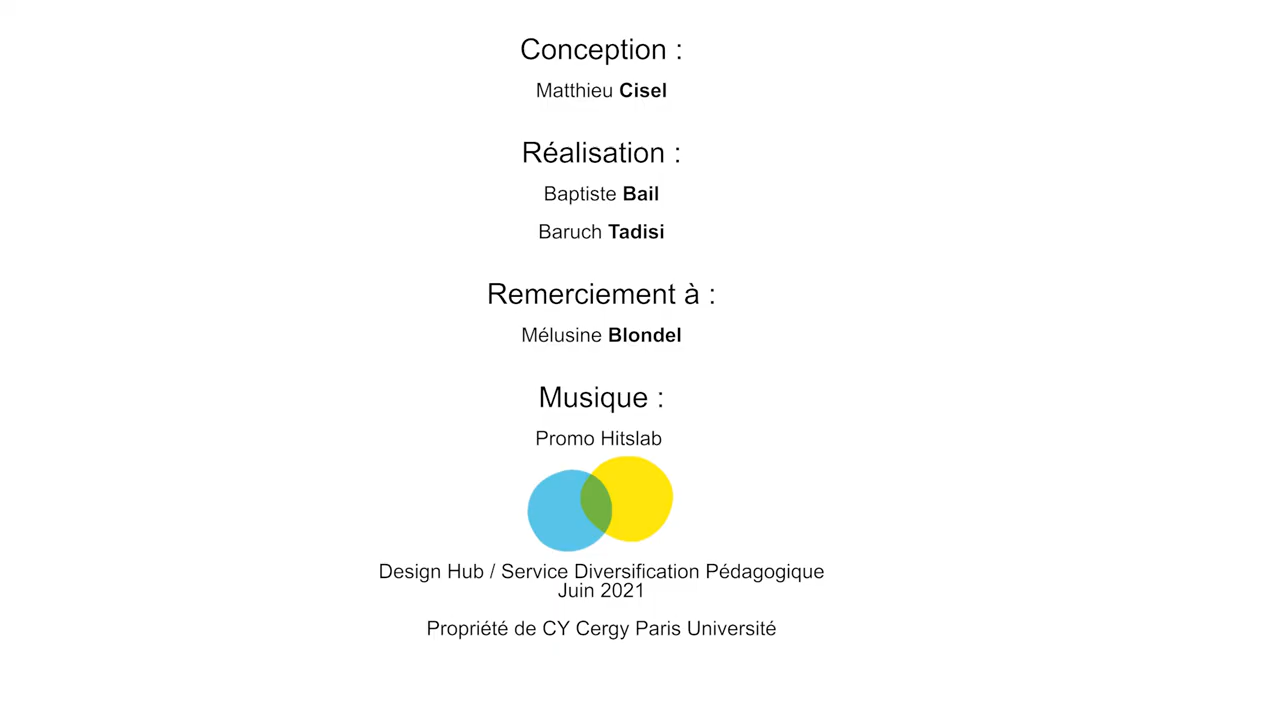 Conception :
Matthieu Cisel
Réalisation :
Baptiste Bail
Baruch Tadisi
Remerciement à :
Mélusine Blondel
Musique :
Promo Hitslab
Design Hub / Service Diversification Pédagogique
Juin 2021
Propriété de CY Cergy Paris Université